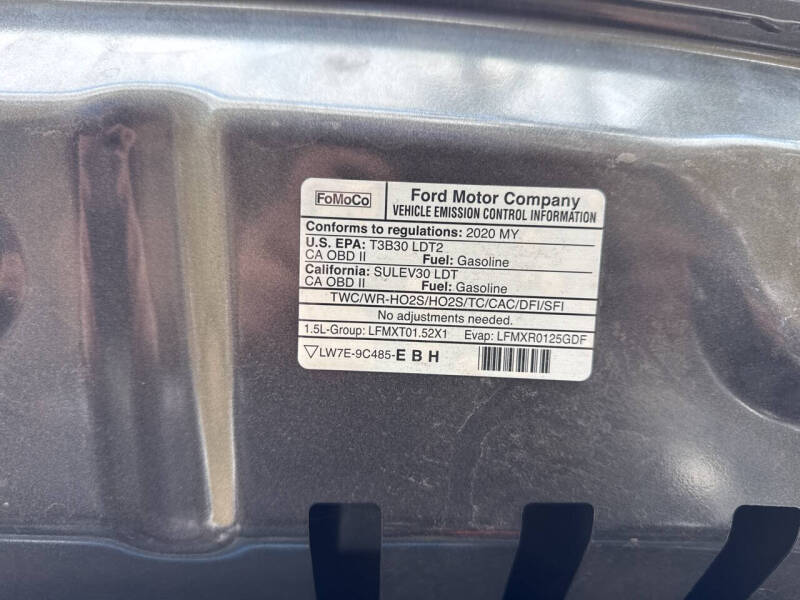 FoMoCo
Ford Motor Company
VEHICLE EMISSION CONTROL INFORMATION
Conforms to regulations: 2020 MY
U.S. EPA: T3B30 LDT2
CA OBD II Fuel: Gasoline
California: SULEV30 LDT
CA OBD II Fuel: Gasoline
TWC/WR-HO2S/HO2S/TC/CAC/DFI/SFI
No adjustments needed.
1.5L-Group: LFMXT01.52X1 Evap: LFMXR0125GDF
LW7E-9C485-E B H